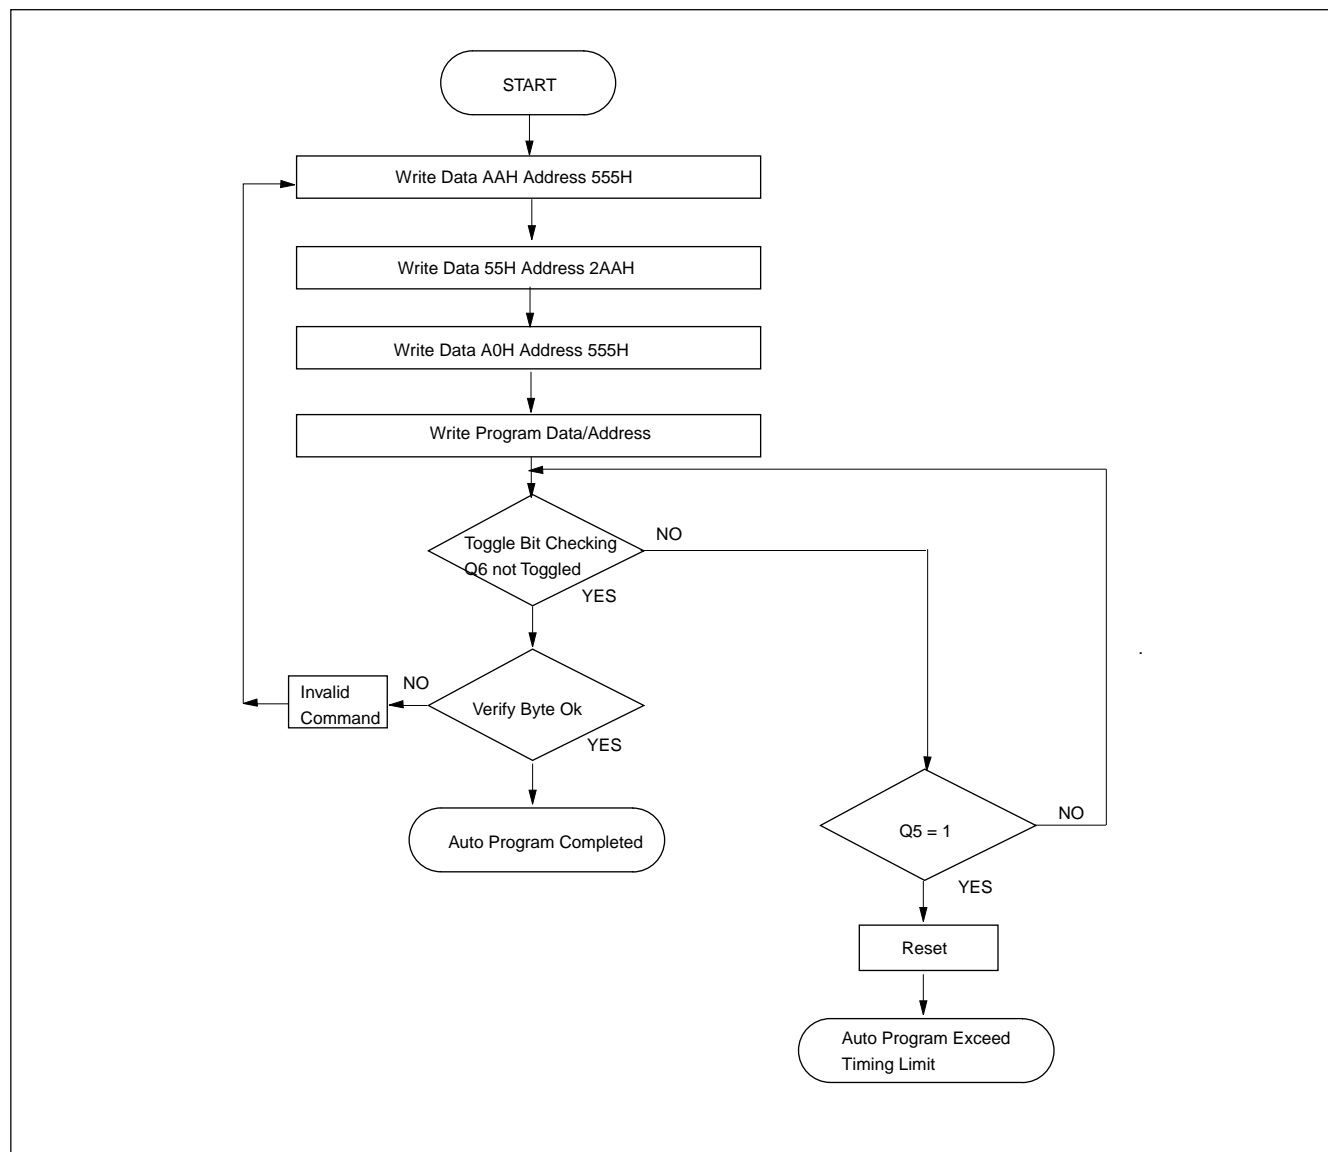 START
Write Data AAH Address 555H
Write Data 55H Address 2AAH
Write Data A0H Address 555H
Write Program Data/Address
Toggle Bit Checking
Q6 not Toggled
NO
YES
Invalid
Command
NO
Verify Byte Ok
YES
Auto Program Completed
Q5 = 1
NO
YES
Reset
Auto Program Exceed
Timing Limit
.